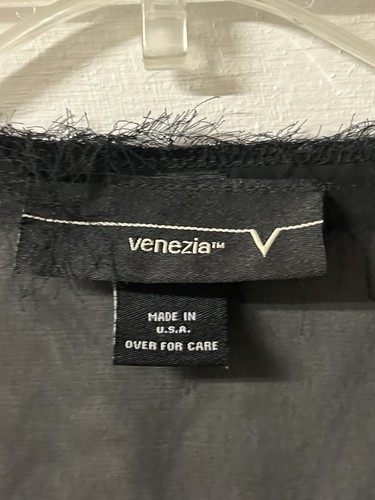 venezia™ V
MADE IN
U.S.A.
OVER FOR CARE